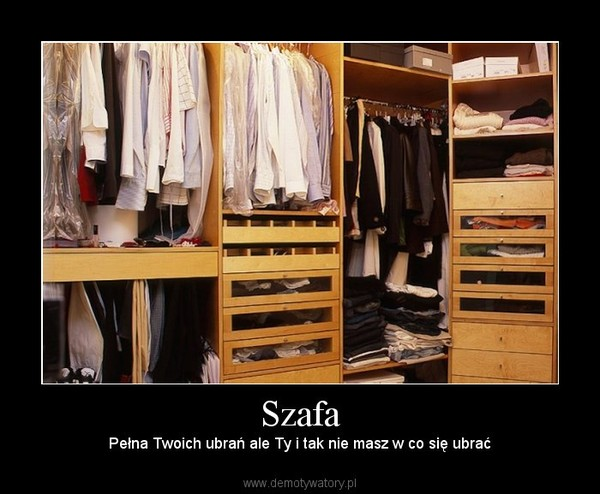 Szafa
Pełna Twoich ubrań ale Ty i tak nie masz w co się ubrać
www.demotywatory.pl